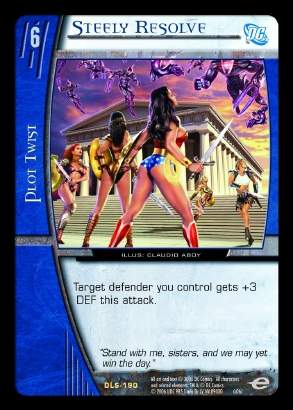 6
STEELY RESOLVE
DC
PLOT TWIST
ILLUS: CLAUDIO ABOY
Target defender you control gets +3
DEF this attack.
"Stand with me, sisters, and we may yet
win the day."
DLS-190